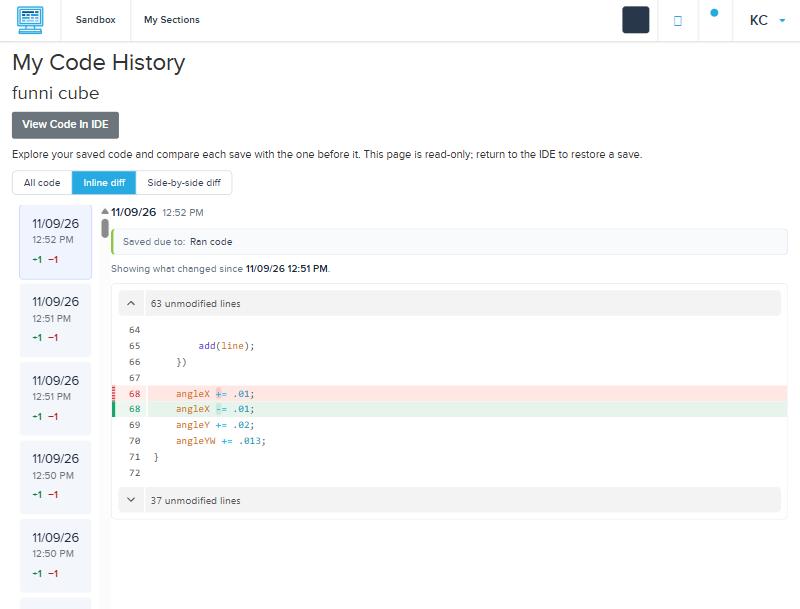 Sandbox
My Sections
KC
My Code History
funni cube
View Code In IDE
Explore your saved code and compare each save with the one before it. This page is read-only; return to the IDE to restore a save.
All code
Inline diff
Side-by-side diff
11/09/26
12:52 PM
+1 −1
11/09/26
12:51 PM
+1 −1
11/09/26
12:51 PM
+1 −1
11/09/26
12:50 PM
+1 −1
11/09/26
12:50 PM
+1 −1
11/09/26 12:52 PM
Saved due to: Ran code
Showing what changed since 11/09/26 12:51 PM.
63 unmodified lines
64
65 add(line);
66 })
67
68 angleX += .01;
68 angleX -= .01;
69 angleY += .02;
70 angleYW += .013;
71 }
72
37 unmodified lines